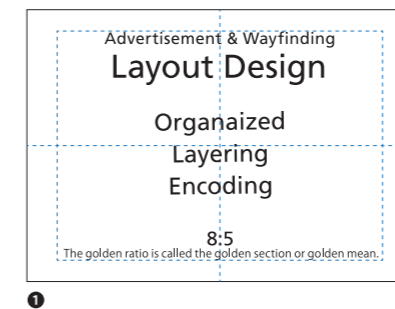 Advertisement & Wayfinding
Layout Design
Organaized
Layering
Encoding
8:5
The golden ratio is called the golden section or golden mean.
❶